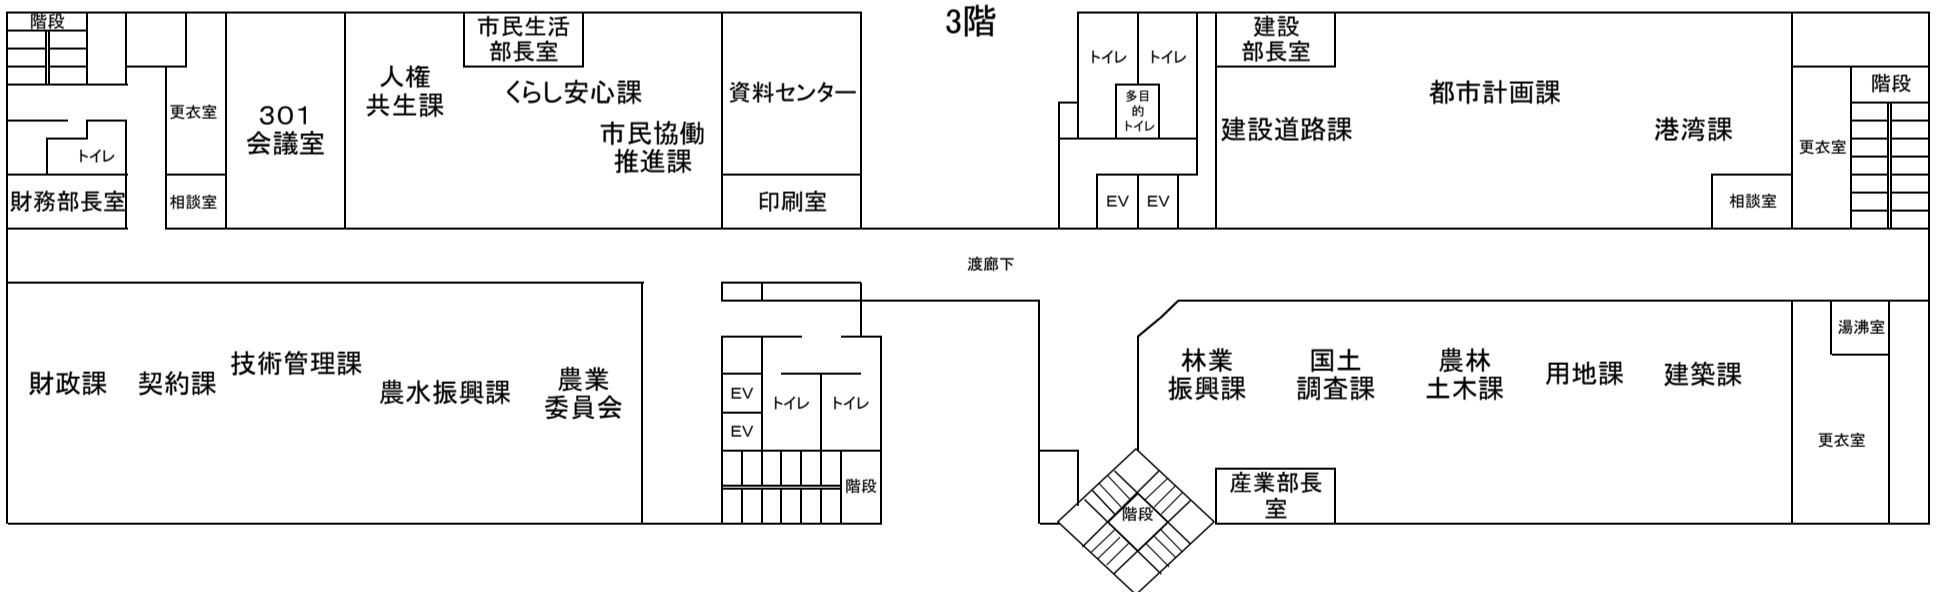 3階
階段
市民生活
部長室
人権
共生課
くらし安心課
市民協働
推進課
資料センター
印刷室
更衣室
301
会議室
トイレ
財務部長室
相談室
トイレ
トイレ
多目
的
トイレ
EV
EV
建設
部長室
都市計画課
建設道路課
港湾課
階段
更衣室
相談室
渡廊下
財政課
契約課
技術管理課
農水振興課
農業
委員会
EV
EV
トイレ
トイレ
階段
林業
振興課
国土
調査課
農林
土木課
用地課
建築課
湯沸室
更衣室
産業部長
室
階段